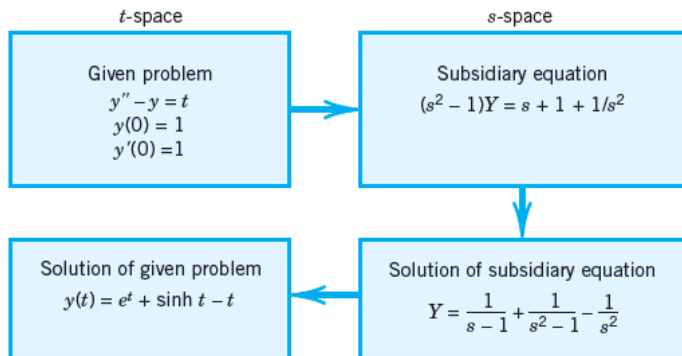 t-space
s-space
Given problem
y″ – y = t
y(0) = 1
y′(0) =1
Subsidiary equation
(s² – 1)Y = s + 1 + 1/s²
Solution of given problem
y(t) = eᵗ + sinh t – t
Solution of subsidiary equation
Y = 1/(s – 1) + 1/(s² – 1) – 1/s²